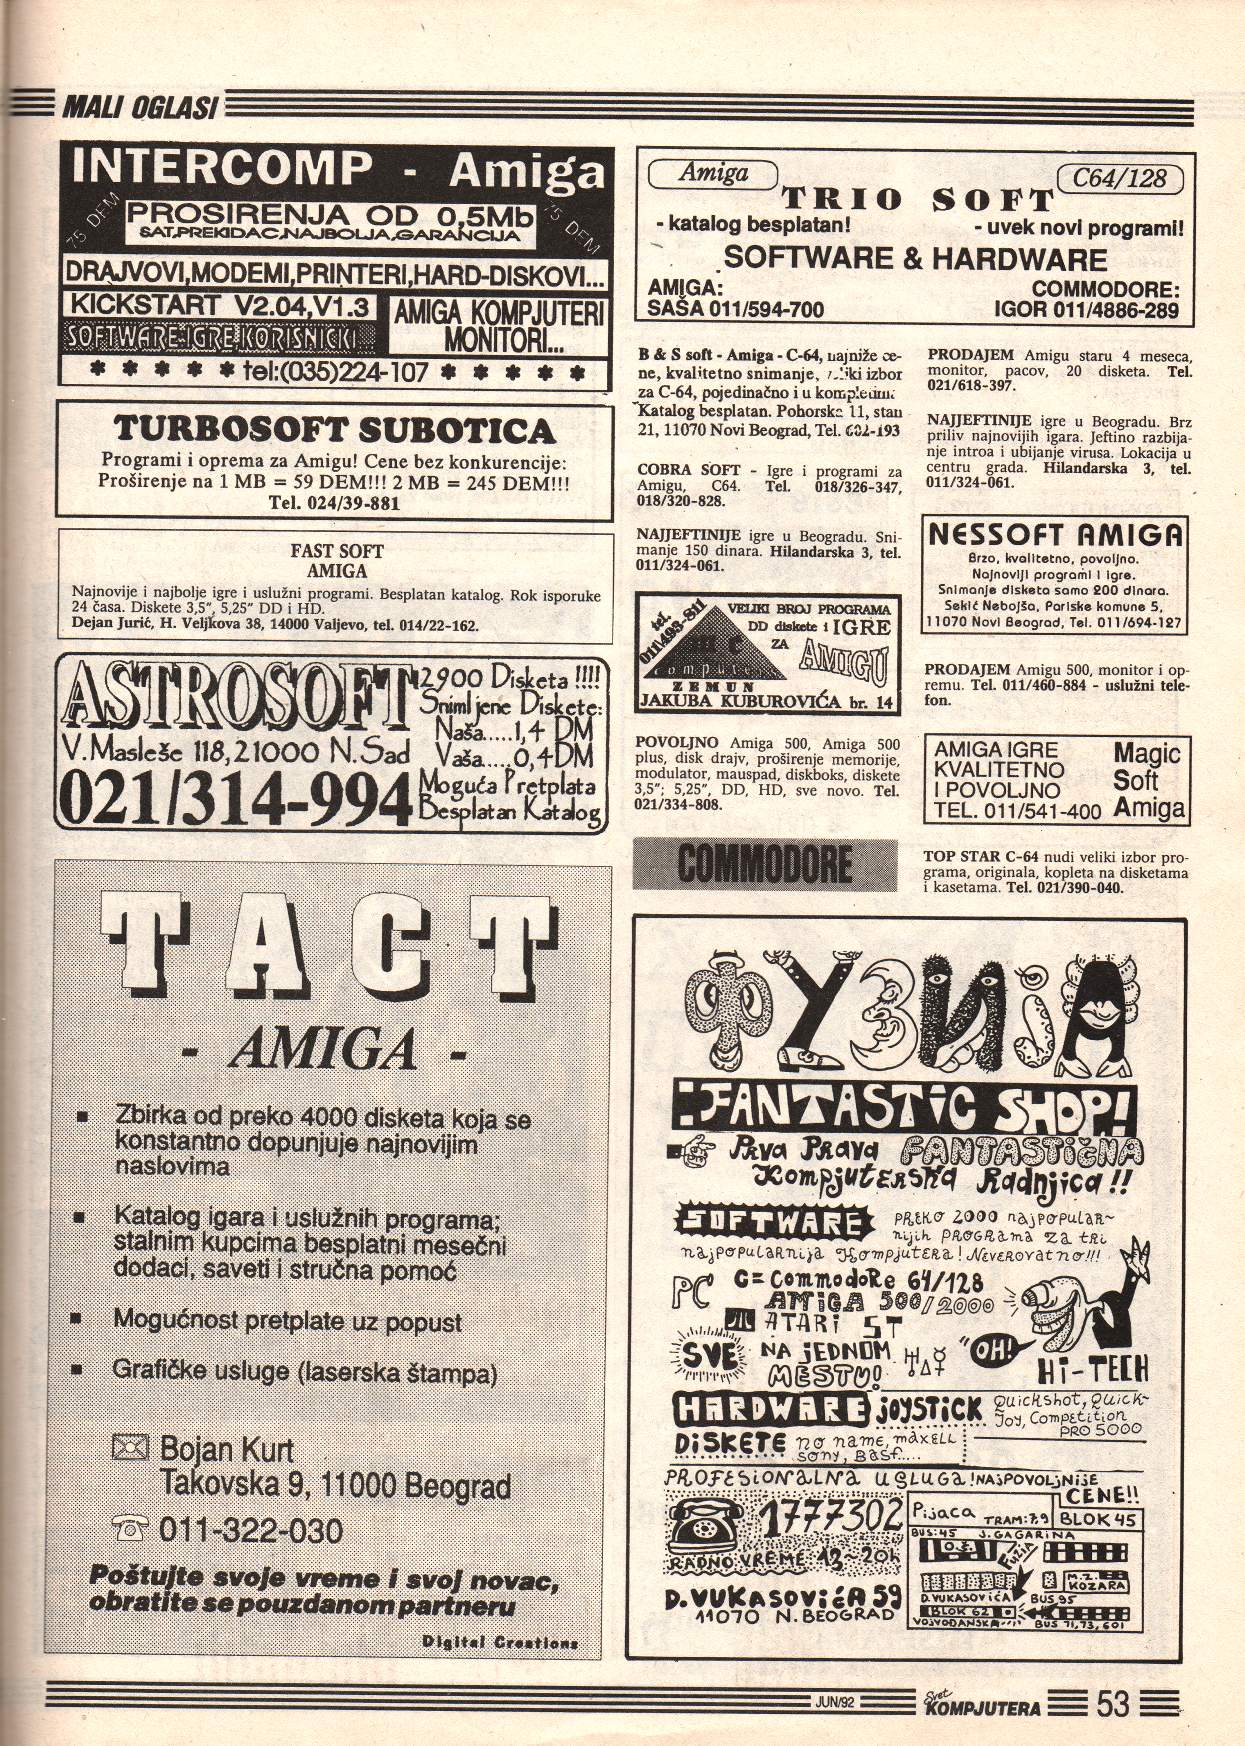 MALI OGLASI
INTERCOMP - Amiga
75 DEM
PROSIRENJA OD 0,5Mb
75 DEM
SAT,PREKIDAC,NAJBOLJA,GARANCIJA
DRAJVOVI,MODEMI,PRINTERI,HARD-DISKOVI...
KICKSTART V2.04,V1.3
SOFTWARE:IGRE,KORISNICKI...
AMIGA KOMPJUTERI
MONITORI...
* * * * * tel:(035)224-107 * * * * *
TURBOSOFT SUBOTICA
Programi i oprema za Amigu! Cene bez konkurencije:
Proširenje na 1 MB = 59 DEM!!! 2 MB = 245 DEM!!!
Tel. 024/39-881
FAST SOFT
AMIGA
Najnovije i najbolje igre i uslužni programi. Besplatan katalog. Rok isporuke
24 časa. Diskete 3,5", 5,25" DD i HD.
Dejan Jurić, H. Veljkova 38, 14000 Valjevo, tel. 014/22-162.
ASTROSOFT
V.Masleše 118,21000 N.Sad
021/314-994
2900 Disketa !!!!
Snimljene Diskete:
Naša.....1,4 DM
Vaša.....0,4DM
Moguća Pretplata
Besplatan Katalog
TACT
- AMIGA -
■ Zbirka od preko 4000 disketa koja se
konstantno dopunjuje najnovijim
naslovima
■ Katalog igara i uslužnih programa;
stalnim kupcima besplatni mesečni
dodaci, saveti i stručna pomoć
■ Mogućnost pretplate uz popust
■ Grafičke usluge (laserska štampa)
Bojan Kurt
Takovska 9, 11000 Beograd
011-322-030
Poštujte svoje vreme i svoj novac,
obratite se pouzdanom partneru
Digital Creations
Amiga
C64/128
TRIO SOFT
- katalog besplatan!
- uvek novi programi!
SOFTWARE & HARDWARE
AMIGA:
SAŠA 011/594-700
COMMODORE:
IGOR 011/4886-289
B & S soft - Amiga - C-64, najniže ce-
ne, kvalitetno snimanje, veliki izbor
za C-64, pojedinačno i u kompletima
Katalog besplatan. Pohorska 11, stan
21, 11070 Novi Beograd, Tel. 602-193
COBRA SOFT - Igre i programi za
Amigu, C64. Tel. 018/326-347,
018/320-828.
NAJJEFTINIJE igre u Beogradu. Sni-
manje 150 dinara. Hilandarska 3, tel.
011/324-061.
tel.
011/493-811
computer
ZEMUN
VELIKI BROJ PROGRAMA
DD diskete i IGRE
ZA AMIGU
JAKUBA KUBUROVIĆA br. 14
POVOLJNO Amiga 500, Amiga 500
plus, disk drajv, proširenje memorije,
modulator, mauspad, diskboks, diskete
3,5"; 5,25", DD, HD, sve novo. Tel.
021/334-808.
COMMODORE
PRODAJEM Amigu staru 4 meseca,
monitor, pacov, 20 disketa. Tel.
021/618-397.
NAJJEFTINIJE igre u Beogradu. Brz
priliv najnovijih igara. Jeftino razbija-
nje introa i ubijanje virusa. Lokacija u
centru grada. Hilandarska 3, tel.
011/324-061.
NESSOFT AMIGA
Brzo, kvalitetno, povoljno.
Najnoviji programi i igre.
Snimanje disketa samo 200 dinara.
Sekić Nebojša, Pariske komune 5,
11070 Novi Beograd, Tel. 011/694-127
PRODAJEM Amigu 500, monitor i op-
remu. Tel. 011/460-884 - uslužni tele-
fon.
AMIGA IGRE
KVALITETNO
I POVOLJNO
TEL. 011/541-400
Magic
Soft
Amiga
TOP STAR C-64 nudi veliki izbor pro-
grama, originala, kopleta na disketama
i kasetama. Tel. 021/390-040.
ФУЗИЈА
:FANTASTIC SHOP!
PRVA PRAVA FANTASTIČNA
KompjuterskA Radnjica!!
SOFTWARE
PREKO 2000 najpopular-
nijih PROGRAMA ZA TRI
najpopularnija Kompjutera! Neverovatno!!!
PC
C= Commodore 64/128
AMIGA 500/2000
ATARI ST
SVE NA JEDNOM
MESTU!
"OH!
Hi-TECH
HARDWARE joystick
Quickshot, Quick-
Joy, Competition
PRO 5000
DiSKETE
no name, maxell
sony, BASF.....
PROFESIONALNA USLUGA! NAJPOVOLJNIJE
CENE!!
1777302
RADNO VREME 13-20h
D.VUKASOVIĆA 59
11070 N. BEOGRAD
Pijaca
TRAM:7,9
BLOK 45
BUS:45
J. GAGARINA
O.Š.
Fuzija
M.Z.
KOZARA
D.VUKASOVIĆA
BUS,95
BLOK 62
VOJVOĐANSKA
BUS 71,73,601
JUN/92
Svet
KOMPJUTERA
53